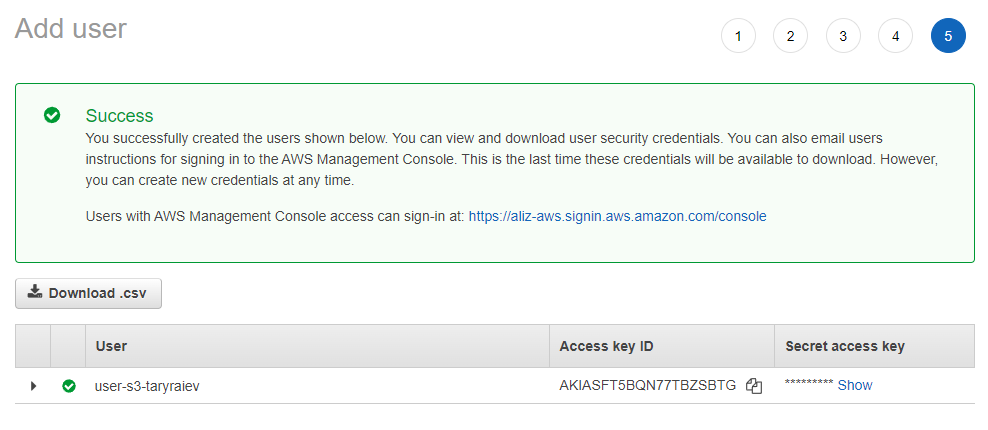 Add user
1 2 3 4 5
Success
You successfully created the users shown below. You can view and download user security credentials. You can also email users
instructions for signing in to the AWS Management Console. This is the last time these credentials will be available to download. However,
you can create new credentials at any time.
Users with AWS Management Console access can sign-in at: https://aliz-aws.signin.aws.amazon.com/console
Download .csv
User Access key ID Secret access key
user-s3-taryraiev AKIASFT5BQN77TBZSBTG ********* Show